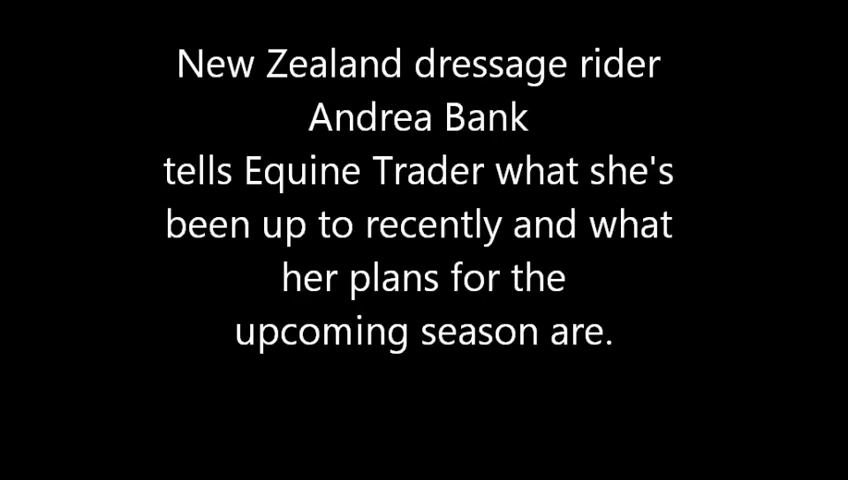 New Zealand dressage rider
Andrea Bank
tells Equine Trader what she's
been up to recently and what
her plans for the
upcoming season are.